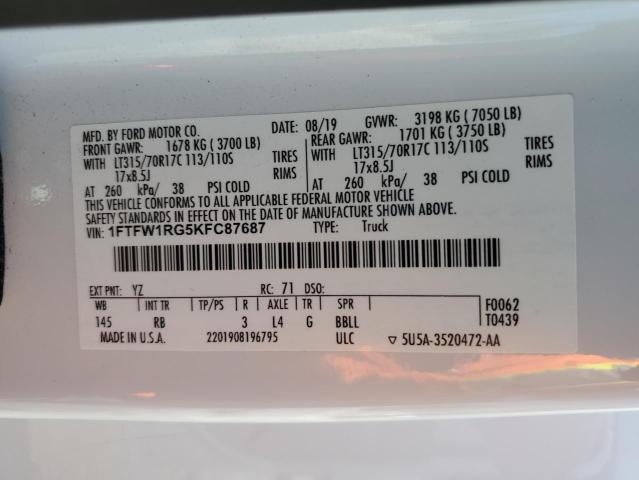 MFD. BY FORD MOTOR CO.
DATE: 08/19 GVWR: 3198 KG ( 7050 LB)
FRONT GAWR: 1678 KG ( 3700 LB)
REAR GAWR: 1701 KG ( 3750 LB)
WITH LT315/70R17C 113/110S TIRES
WITH LT315/70R17C 113/110S TIRES
17x8.5J RIMS
17x8.5J RIMS
AT 260 kPa/ 38 PSI COLD
AT 260 kPa/ 38 PSI COLD
THIS VEHICLE CONFORMS TO ALL APPLICABLE FEDERAL MOTOR VEHICLE
SAFETY STANDARDS IN EFFECT ON THE DATE OF MANUFACTURE SHOWN ABOVE.
VIN: 1FTFW1RG5KFC87687 TYPE: Truck
EXT PNT: YZ RC: 71 DSO:
WB INT TR TP/PS R AXLE TR SPR F0062
145 RB 3 L4 G BBLL T0439
MADE IN U.S.A. 2201908196795 ULC ▽ 5U5A-3520472-AA